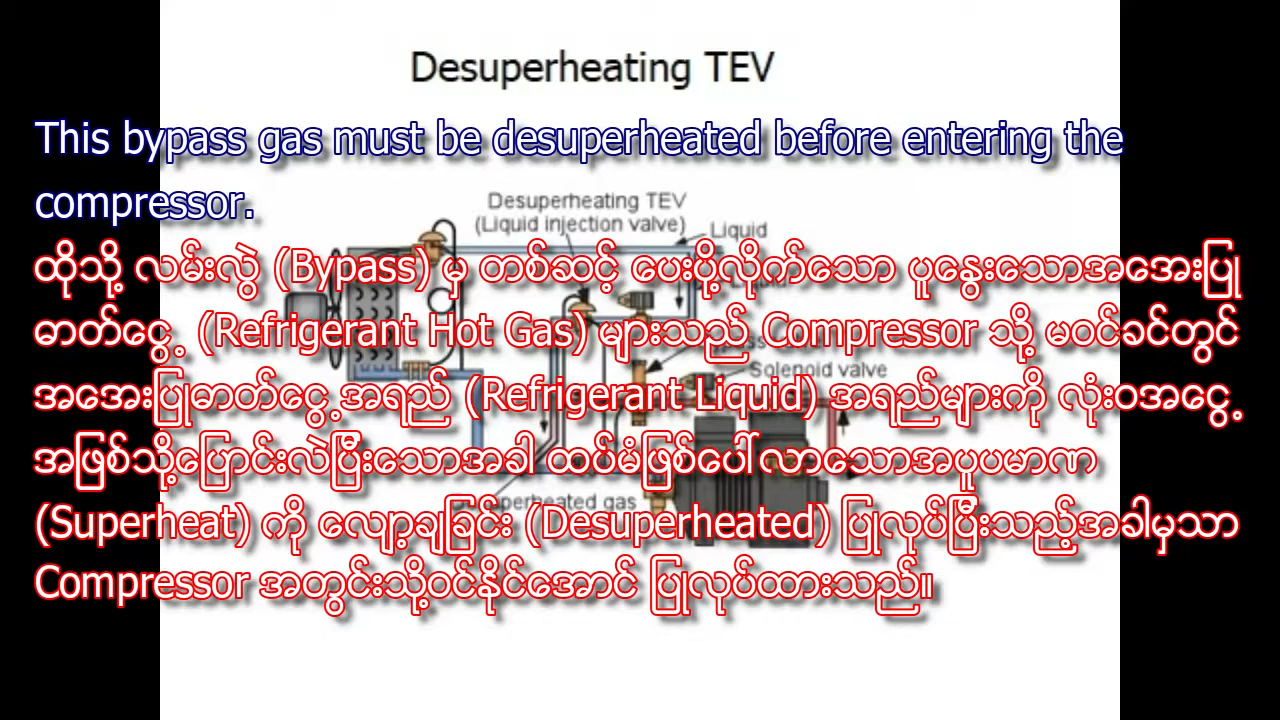 Desuperheating TEV
This bypass gas must be desuperheated before entering the
compressor.
Desuperheating TEV
(Liquid injection valve)
Liquid
ထိုသို့ လမ်းလွှဲ (Bypass) မှ တစ်ဆင့် ပေးပို့လိုက်သော ပူနွေးသောအအေးပြု
ဓာတ်ငွေ့ (Refrigerant Hot Gas) များသည် Compressor သို့ မဝင်ခင်တွင်
Solenoid valve
အအေးပြုဓာတ်ငွေ့အရည် (Refrigerant Liquid) အရည်များကို လုံးဝအငွေ့
အဖြစ်သို့ပြောင်းလဲပြီးသောအခါ ထပ်မံဖြစ်ပေါ်လာသောအပူပမာဏ
gas
(Superheat) ကို လျော့ချခြင်း (Desuperheated) ပြုလုပ်ပြီးသည့်အခါမှသာ
Compressor အတွင်းသို့ဝင်နိုင်အောင် ပြုလုပ်ထားသည်။